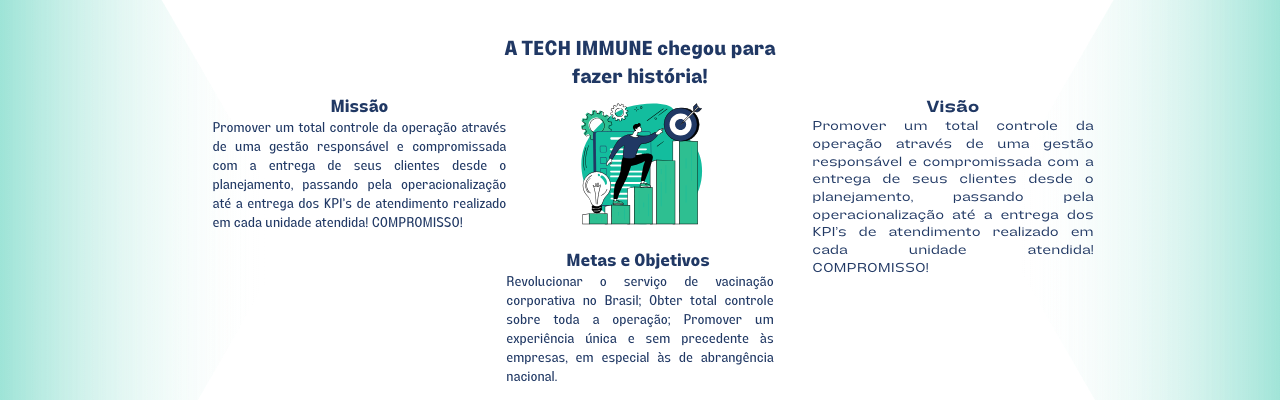 A TECH IMMUNE chegou para
fazer história!
Missão
Promover um total controle da operação através
de uma gestão responsável e compromissada
com a entrega de seus clientes desde o
planejamento, passando pela operacionalização
até a entrega dos KPI's de atendimento realizado
em cada unidade atendida! COMPROMISSO!
Metas e Objetivos
Revolucionar o serviço de vacinação
corporativa no Brasil; Obter total controle
sobre toda a operação; Promover um
experiência única e sem precedente às
empresas, em especial às de abrangência
nacional.
Visão
Promover um total controle da
operação através de uma gestão
responsável e compromissada com a
entrega de seus clientes desde o
planejamento, passando pela
operacionalização até a entrega dos
KPI's de atendimento realizado em
cada unidade atendida!
COMPROMISSO!